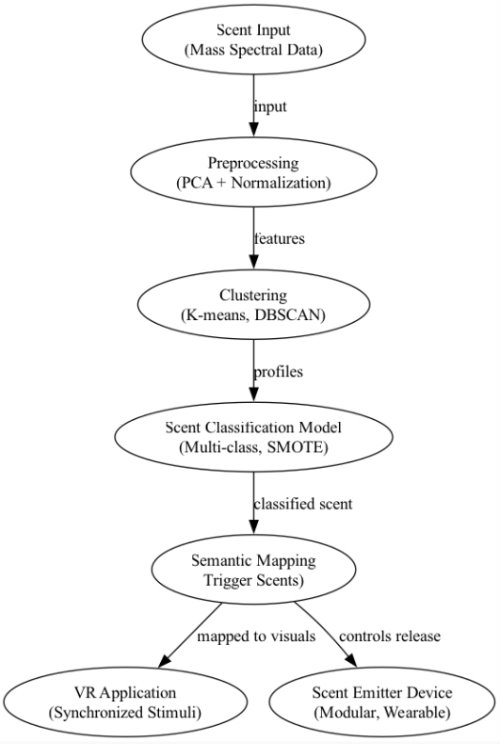 Scent Input
(Mass Spectral Data)
input
Preprocessing
(PCA + Normalization)
features
Clustering
(K-means, DBSCAN)
profiles
Scent Classification Model
(Multi-class, SMOTE)
classified scent
Semantic Mapping
Trigger Scents)
mapped to visuals
controls release
VR Application
(Synchronized Stimuli)
Scent Emitter Device
(Modular, Wearable)